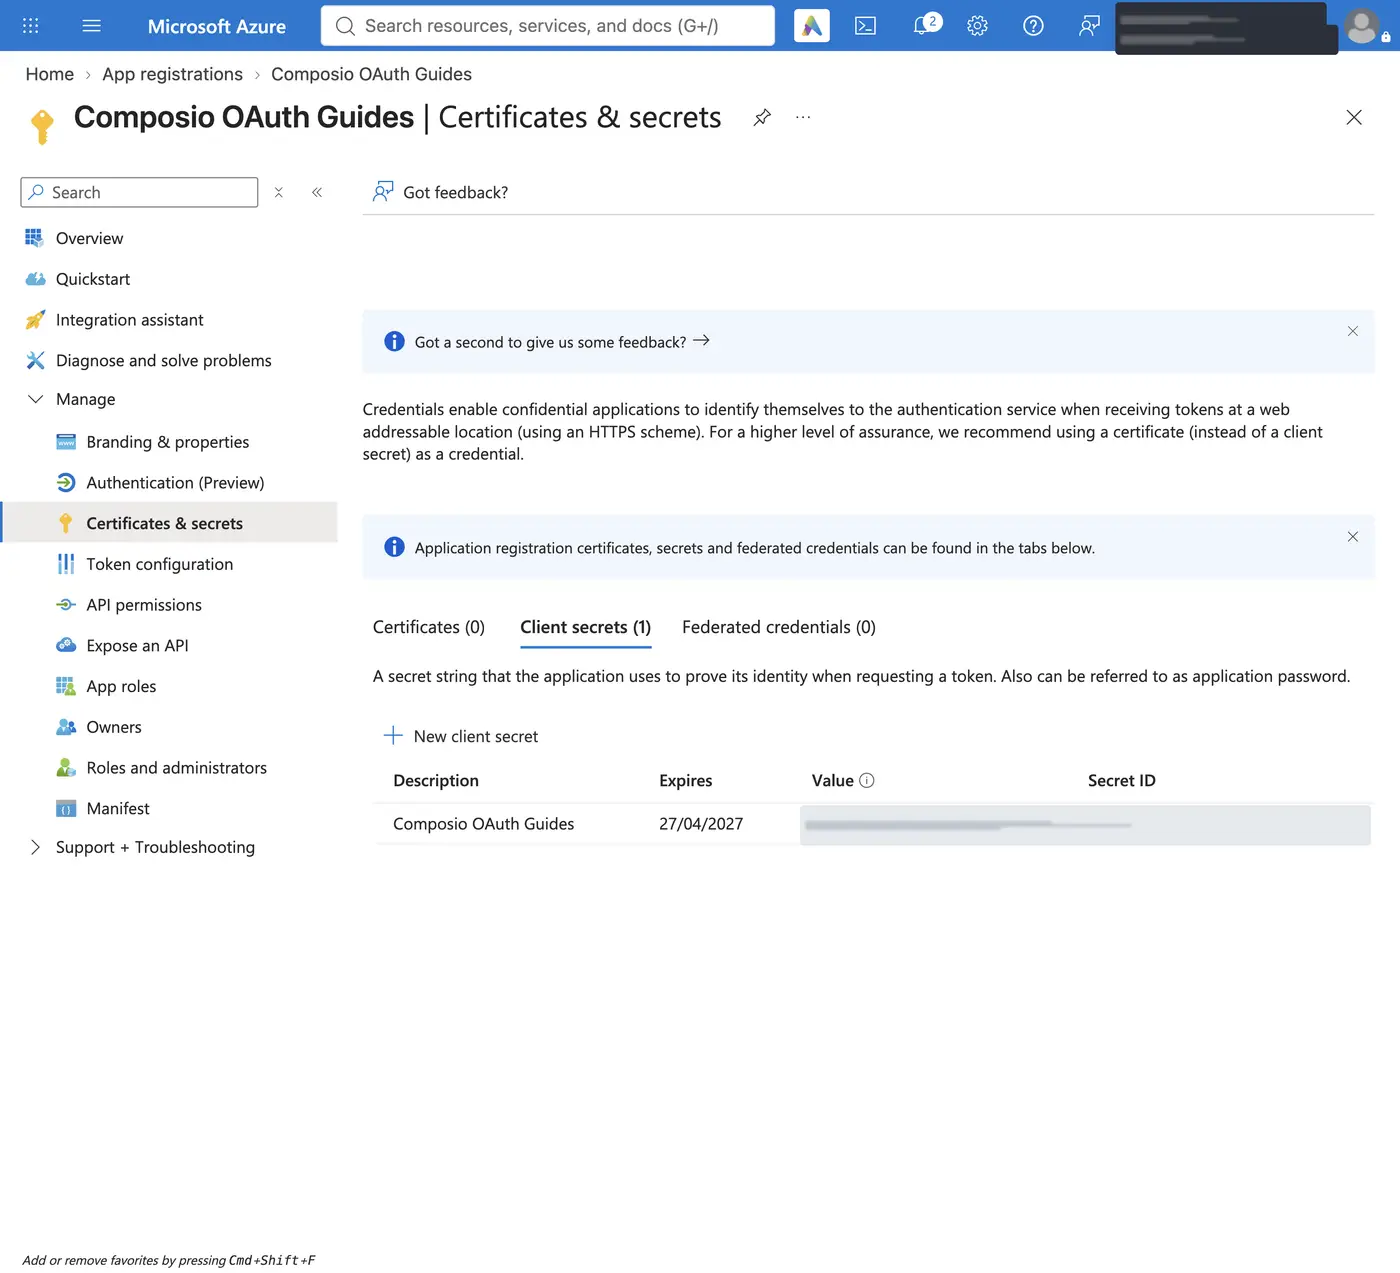 Microsoft Azure
Search resources, services, and docs (G+/)
2
Home › App registrations › Composio OAuth Guides
Composio OAuth Guides | Certificates & secrets
Search
Got feedback?
Overview
Quickstart
Integration assistant
Diagnose and solve problems
Manage
Branding & properties
Authentication (Preview)
Certificates & secrets
Token configuration
API permissions
Expose an API
App roles
Owners
Roles and administrators
Manifest
Support + Troubleshooting
Got a second to give us some feedback? →
Credentials enable confidential applications to identify themselves to the authentication service when receiving tokens at a web
addressable location (using an HTTPS scheme). For a higher level of assurance, we recommend using a certificate (instead of a client
secret) as a credential.
Application registration certificates, secrets and federated credentials can be found in the tabs below.
Certificates (0) Client secrets (1) Federated credentials (0)
A secret string that the application uses to prove its identity when requesting a token. Also can be referred to as application password.
New client secret
Description Expires Value Secret ID
Composio OAuth Guides 27/04/2027
Add or remove favorites by pressing Cmd+Shift+F